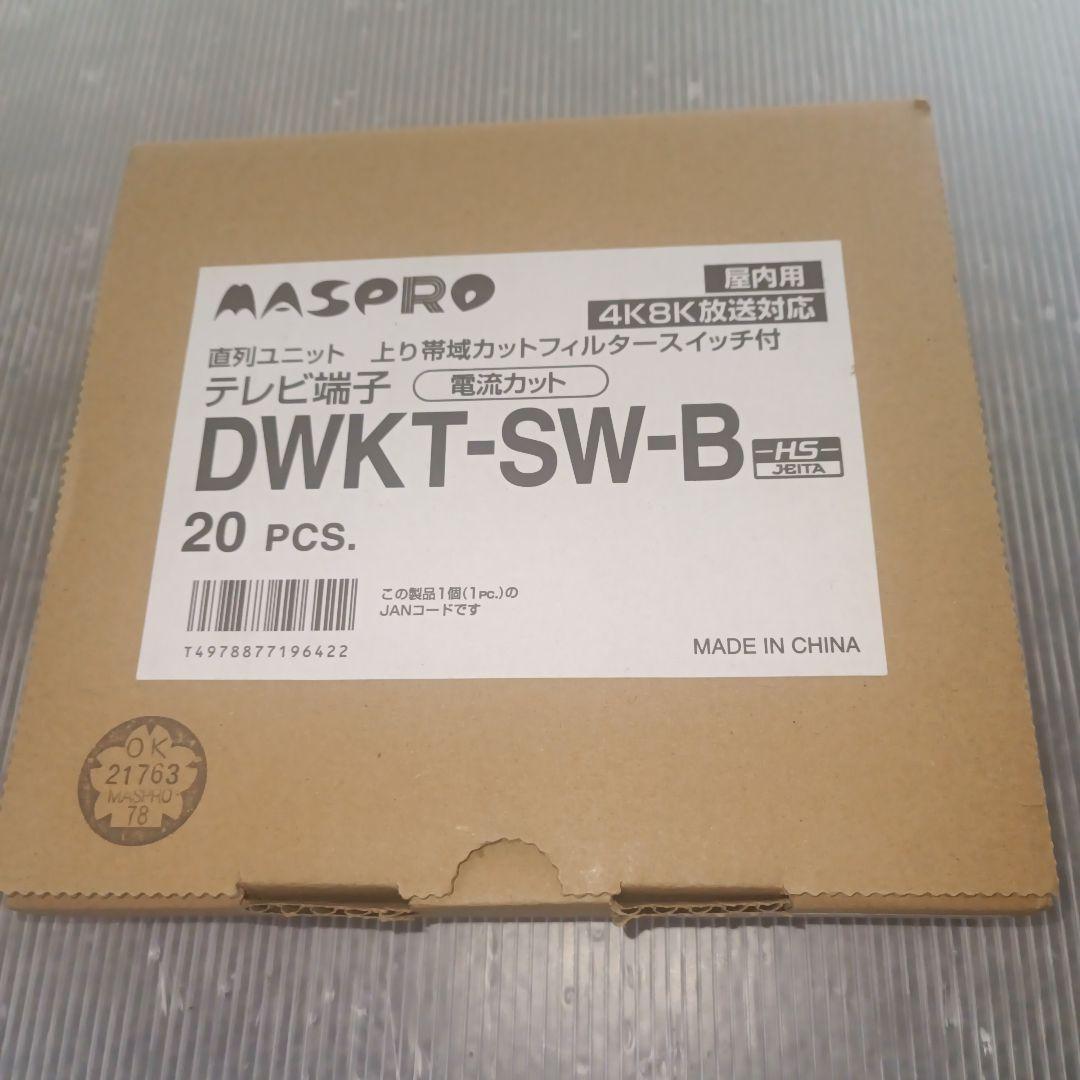 MASPRO
屋内用
4K8K放送対応
直列ユニット 上り帯域カットフィルタースイッチ付
テレビ端子 電流カット
DWKT-SW-B
-HS-
JEITA
20 PCS.
この製品1個(1PC.)の
JANコードです
T4978877196422
MADE IN CHINA
OK
21763
MASPRO
78